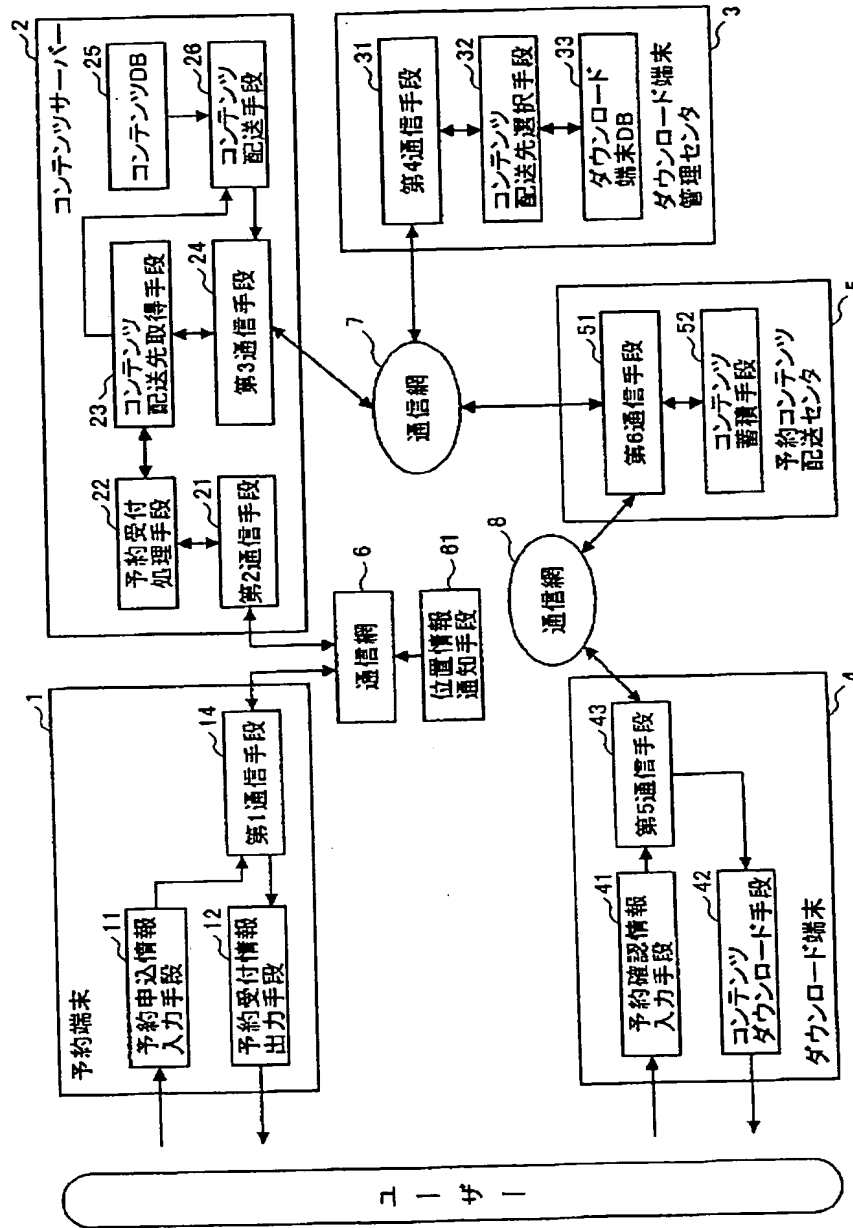 ユーザー
予約端末
1
11
予約申込情報
入力手段
12
予約受付情報
出力手段
14
第1通信手段
コンテンツサーバー
2
22
予約受付
処理手段
21
第2通信手段
23
コンテンツ
配送先取得手段
24
第3通信手段
25
コンテンツDB
26
コンテンツ
配送手段
6
通信網
61
位置情報
通知手段
7
通信網
8
通信網
31
第4通信手段
32
コンテンツ
配送先選択手段
33
ダウンロード
端末DB
ダウンロード端末
管理センタ
3
41
予約確認情報
入力手段
42
コンテンツ
ダウンロード手段
43
第5通信手段
ダウンロード端末
4
51
第6通信手段
52
コンテンツ
蓄積手段
予約コンテンツ
配送センタ
5